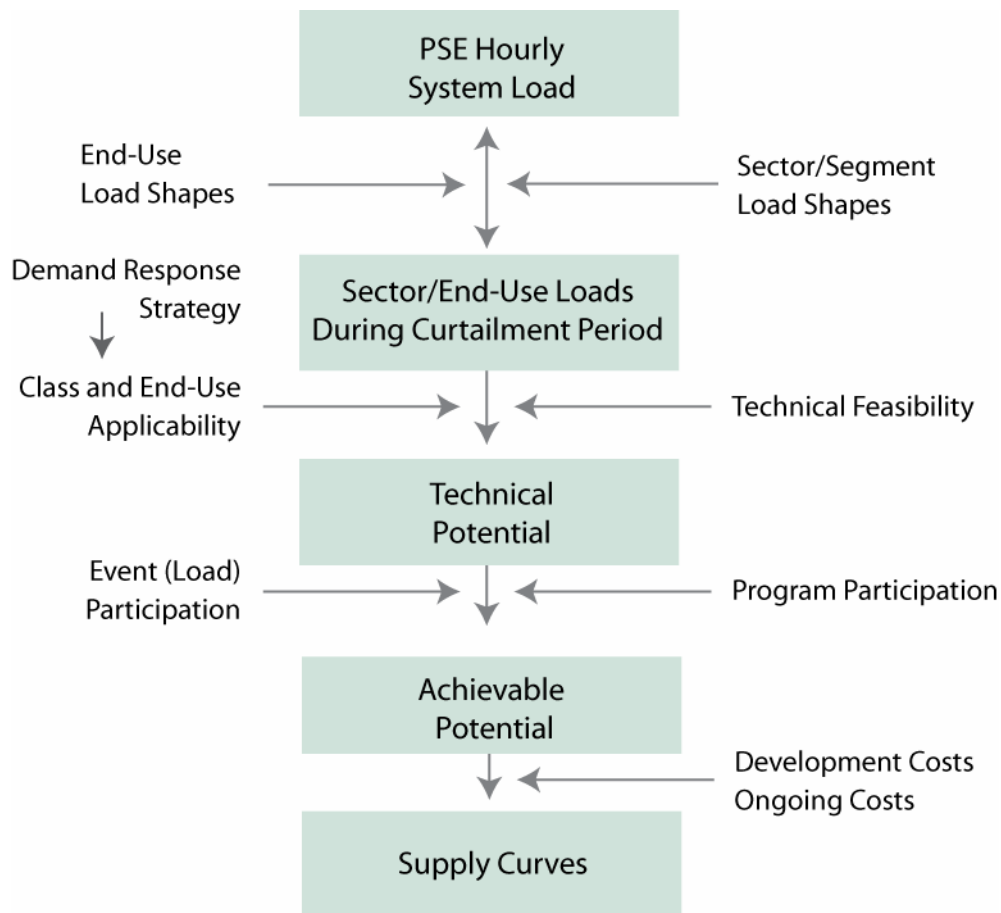 PSE Hourly
System Load
End-Use
Load Shapes
Sector/Segment
Load Shapes
Demand Response
Strategy
Sector/End-Use Loads
During Curtailment Period
Class and End-Use
Applicability
Technical Feasibility
Technical
Potential
Event (Load)
Participation
Program Participation
Achievable
Potential
Development Costs
Ongoing Costs
Supply Curves